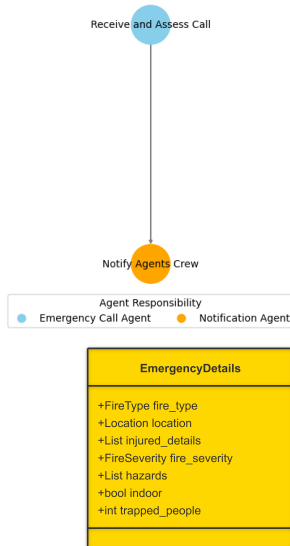 Receive and Assess Call
Notify Agents Crew
Agent Responsibility
Emergency Call Agent Notification Agent
EmergencyDetails
+FireType fire_type
+Location location
+List injured_details
+FireSeverity fire_severity
+List hazards
+bool indoor
+int trapped_people